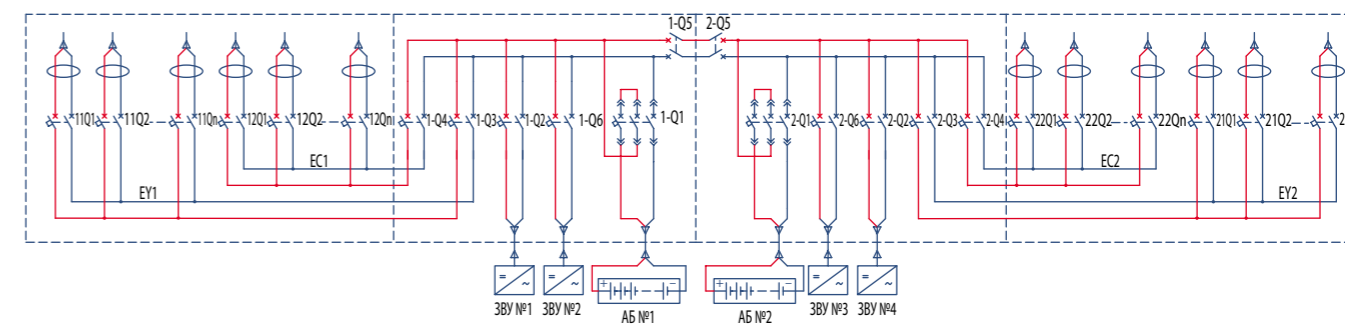 1-Q5 2-Q5
11Q1 11Q2 11Qn 12Q1 12Q2 12Qn 1-Q4 1-Q3 1-Q2 1-Q6 1-Q1 2-Q1 2-Q6 2-Q2 2-Q3 2-Q4 22Q1 22Q2 22Qn 21Q1 21Q2 2
EC1 EC2
EY1 EY2
= ~ = ~ + − + − = ~ = ~
ЗВУ №1 ЗВУ №2 АБ №1 АБ №2 ЗВУ №3 ЗВУ №4